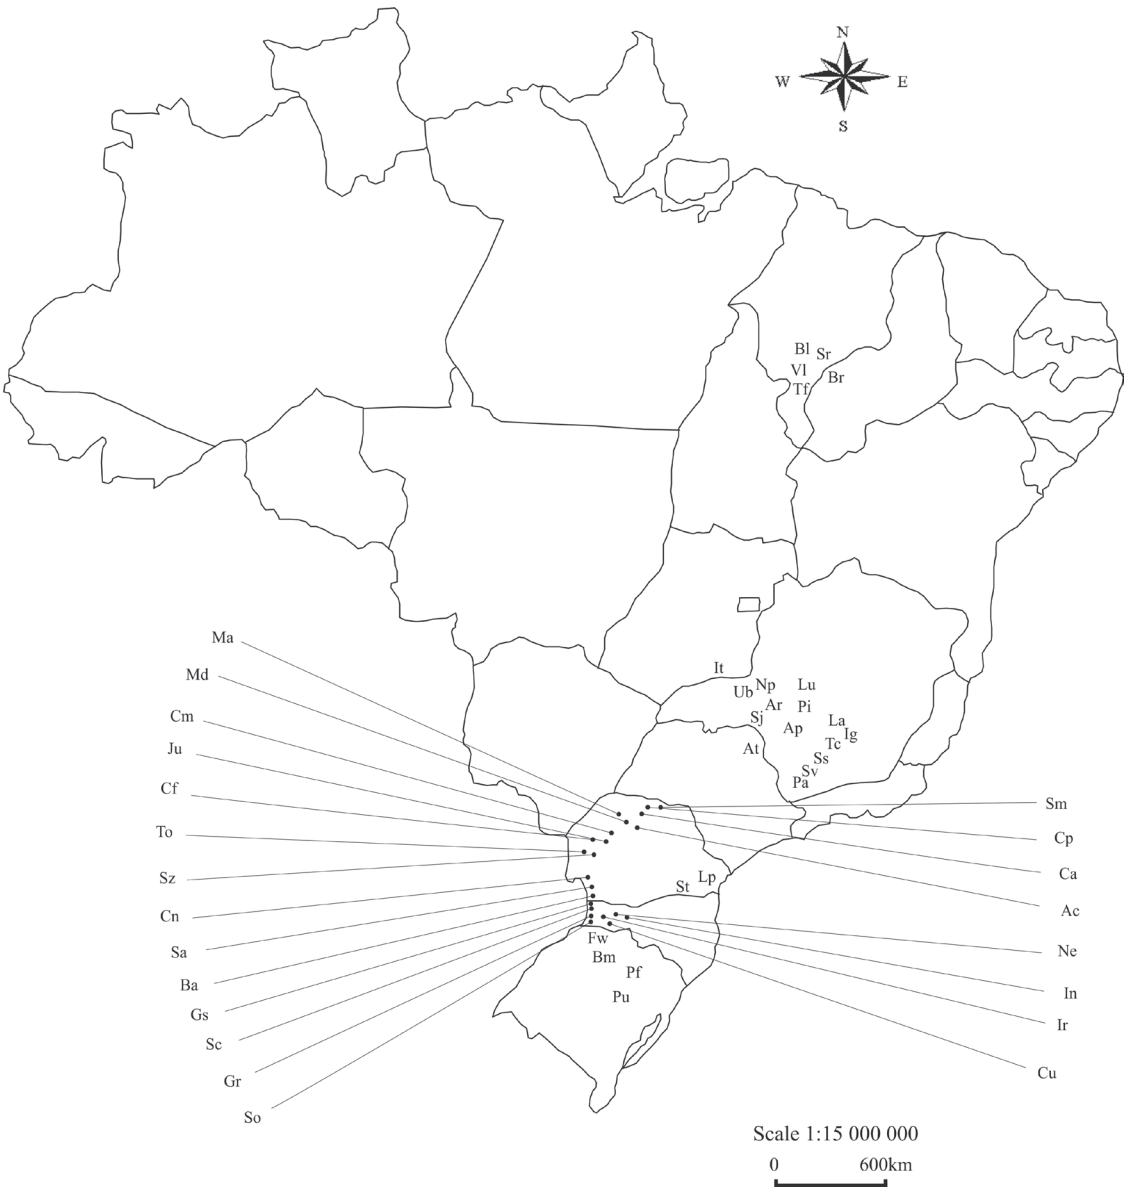 N
W E
S
Bl Sr
Vl Br
Tf
It
Ub Np Lu
Ar Pi
Sj Ap La
At Tc Ig
Ss
Sv
Pa
Ma
Md
Cm
Ju
Cf
To
Sz
Cn
Sa
Ba
Gs
Sc
Gr
So
Lp
St
Fw
Bm
Pf
Pu
Sm
Cp
Ca
Ac
Ne
In
Ir
Cu
Scale 1:15 000 000
0 600km